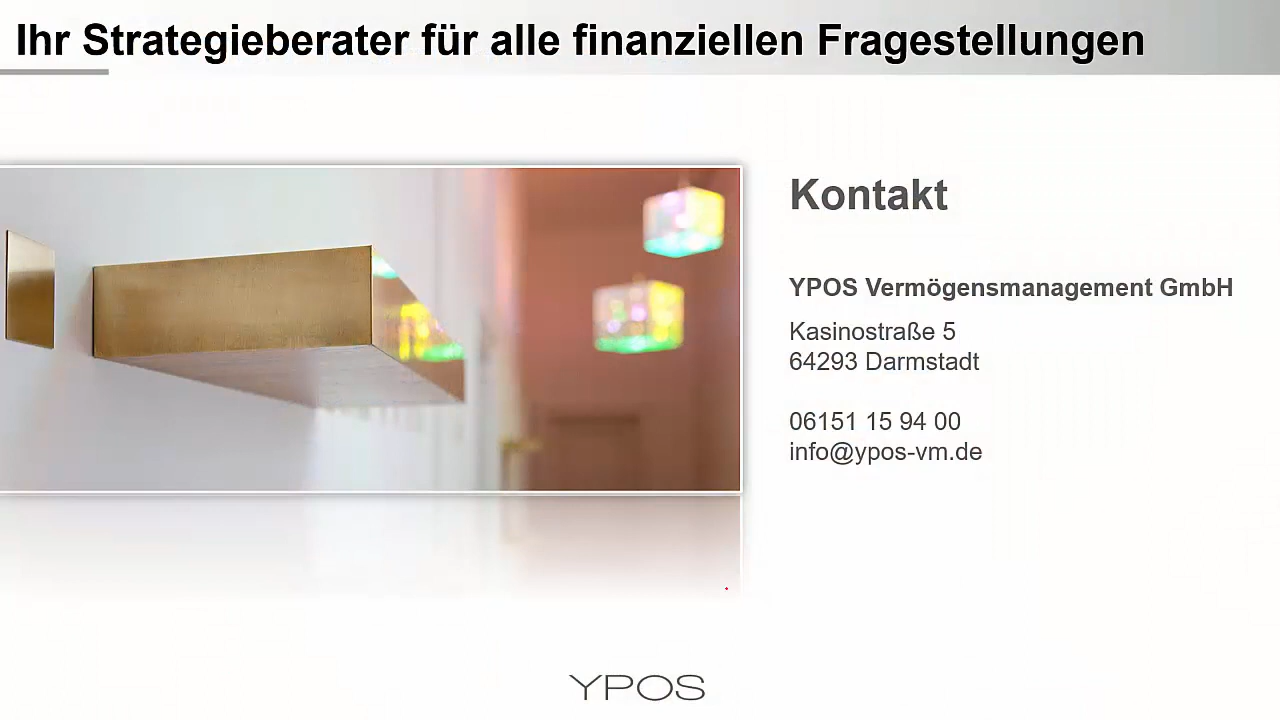 Ihr Strategieberater für alle finanziellen Fragestellungen
Kontakt
YPOS Vermögensmanagement GmbH
Kasinostraße 5
64293 Darmstadt
06151 15 94 00
info@ypos-vm.de
YPOS